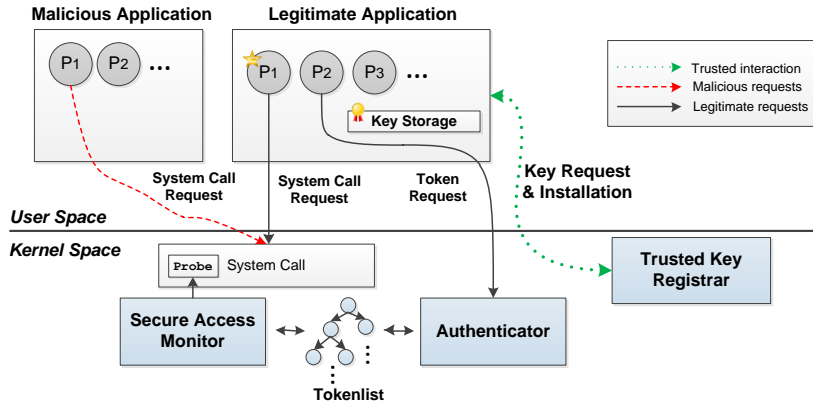 Malicious Application
Legitimate Application
P1
P2
...
P1
P2
P3
...
Key Storage
Trusted interaction
Malicious requests
Legitimate requests
System Call
Request
System Call
Request
Token
Request
Key Request
& Installation
User Space
Kernel Space
Probe
System Call
Trusted Key
Registrar
Secure Access
Monitor
Authenticator
Tokenlist